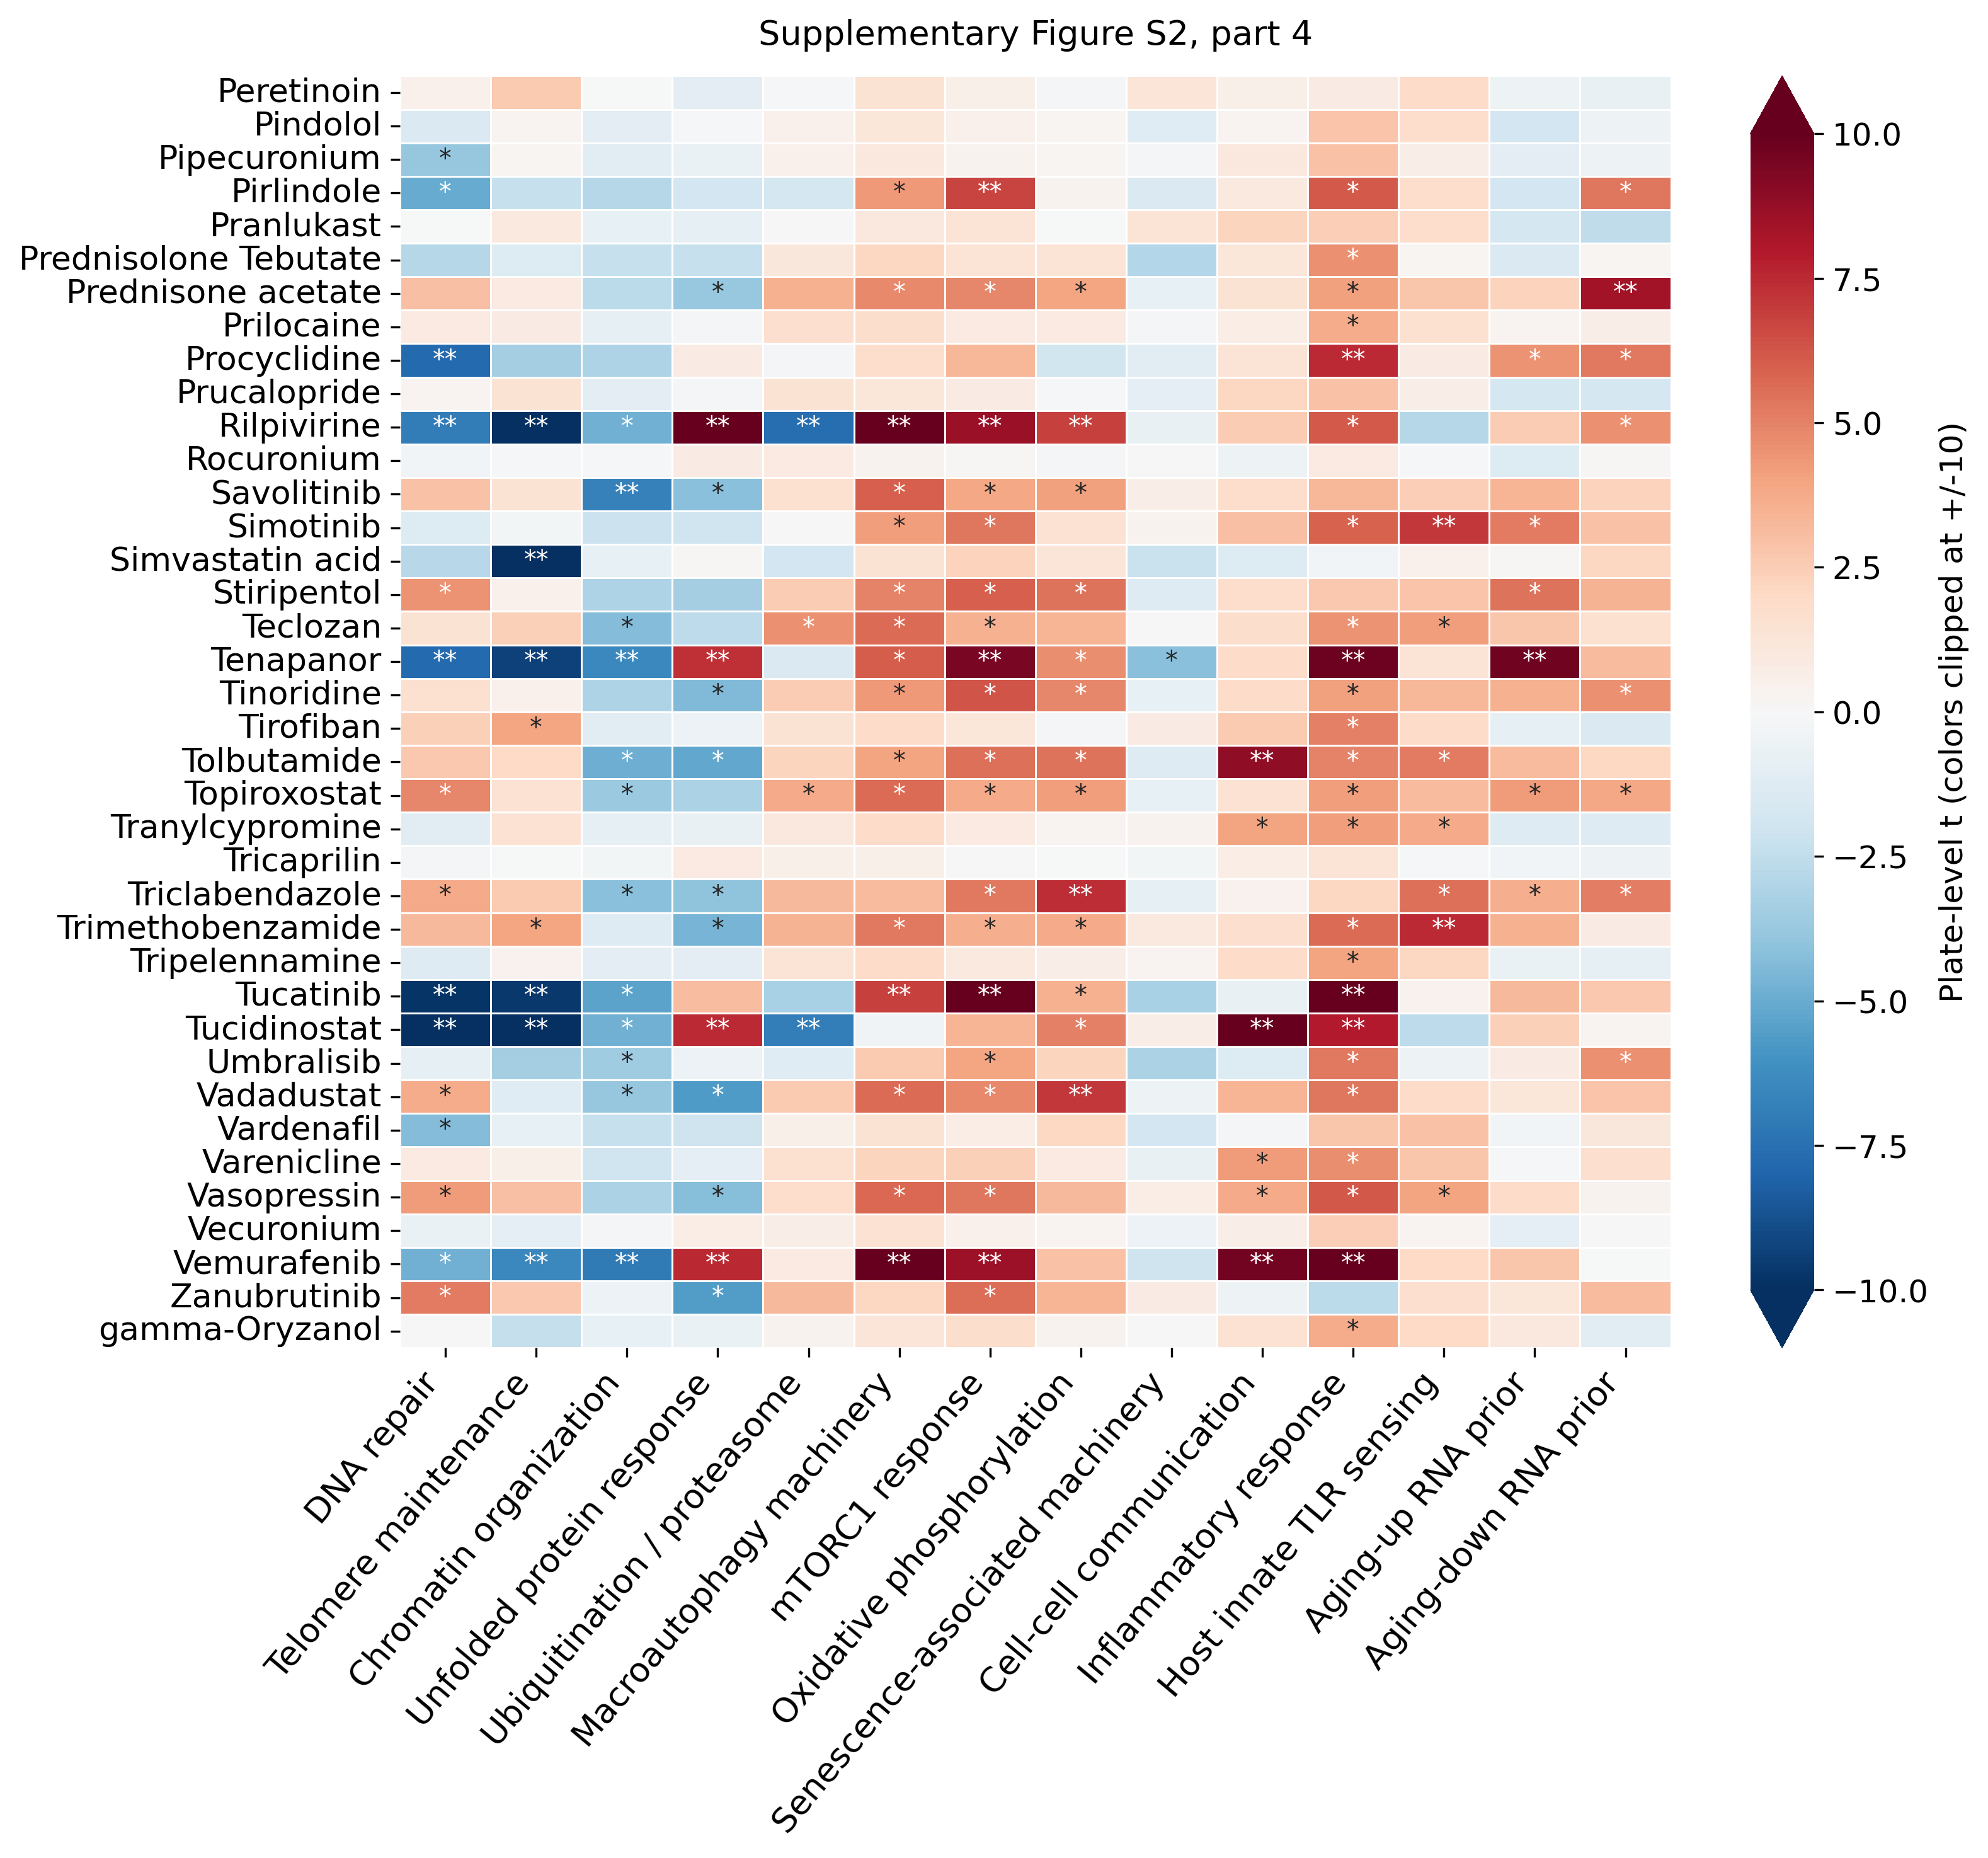 Supplementary Figure S2, part 4
Peretinoin
Pindolol
Pipecuronium *
Pirlindole * * ** * *
Pranlukast
Prednisolone Tebutate *
Prednisone acetate * * * * * **
Prilocaine *
Procyclidine ** ** * *
Prucalopride
Rilpivirine ** ** * ** ** ** ** ** * *
Rocuronium
Savolitinib ** * * * *
Simotinib * * * ** *
Simvastatin acid **
Stiripentol * * * * *
Teclozan * * * * * *
Tenapanor ** ** ** ** * ** * * ** **
Tinoridine * * * * * *
Tirofiban * *
Tolbutamide * * * * * ** * *
Topiroxostat * * * * * * * * *
Tranylcypromine * * *
Tricaprilin
Triclabendazole * * * * ** * * *
Trimethobenzamide * * * * * * **
Tripelennamine *
Tucatinib ** ** * ** ** * **
Tucidinostat ** ** * ** ** * ** **
Umbralisib * * * *
Vadadustat * * * * * ** *
Vardenafil *
Varenicline * *
Vasopressin * * * * * * *
Vecuronium
Vemurafenib * ** ** ** ** ** ** **
Zanubrutinib * * *
gamma-Oryzanol *
DNA repair
Telomere maintenance
Chromatin organization
Unfolded protein response
Ubiquitination / proteasome
Macroautophagy machinery
mTORC1 response
Oxidative phosphorylation
Senescence-associated machinery
Cell-cell communication
Inflammatory response
Host innate TLR sensing
Aging-up RNA prior
Aging-down RNA prior
10.0
7.5
5.0
2.5
0.0
−2.5
−5.0
−7.5
−10.0
Plate-level t (colors clipped at +/-10)